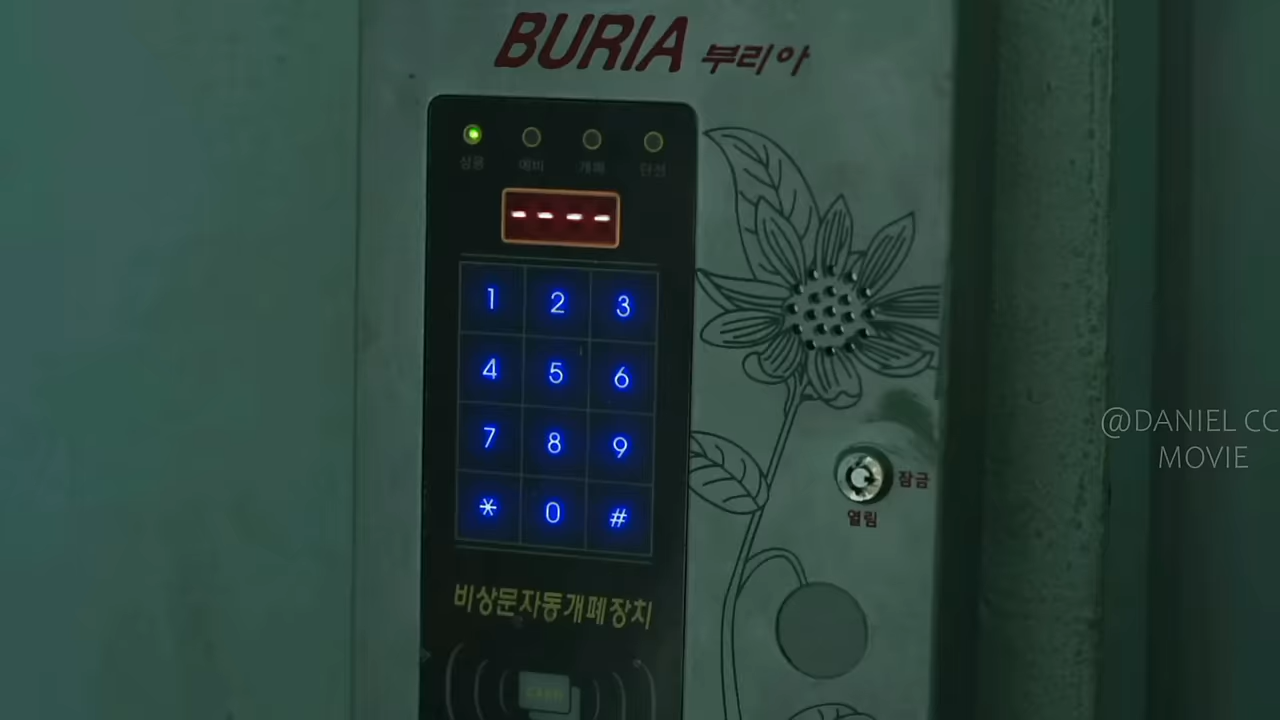 BURIA 부리아
상용 예비 개폐 단선
- - - -
1 2 3
4 5 6
7 8 9
* 0 #
비상문자동개폐장치
CARD
잠금
열림
@DANIEL CC
MOVIE